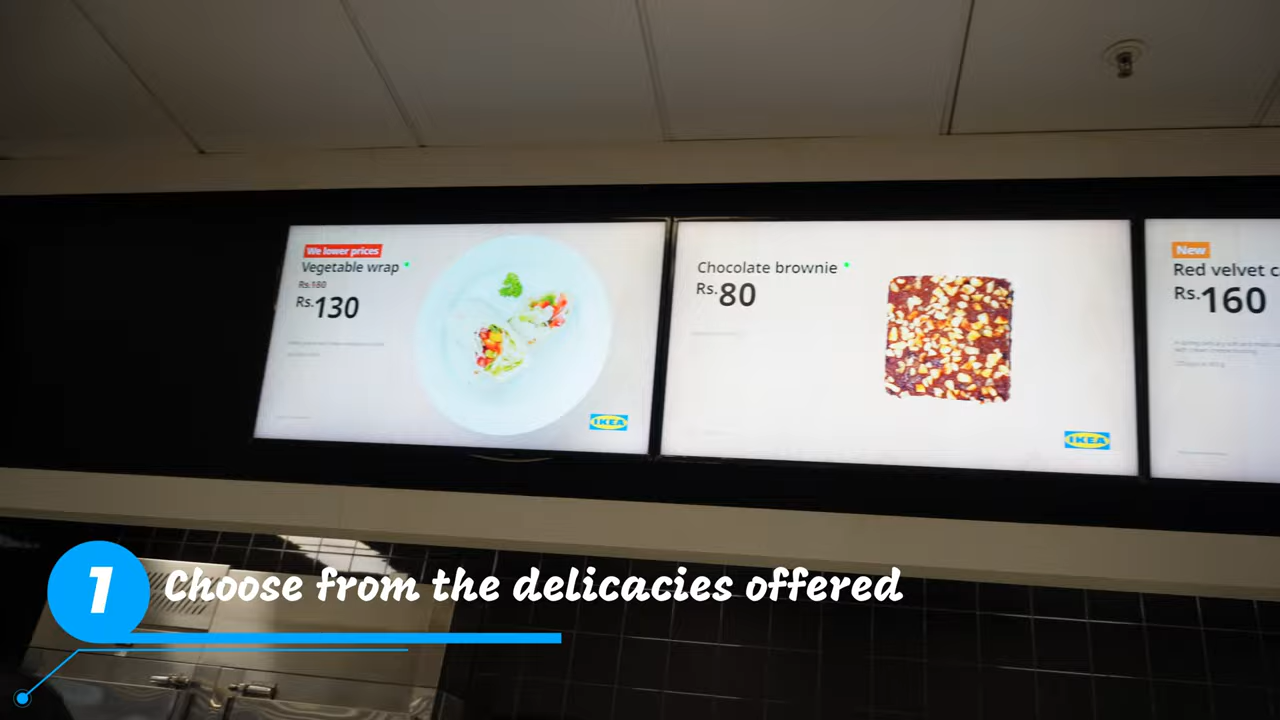 We lower prices
Vegetable wrap
Rs.180
Rs.130
IKEA
Chocolate brownie
Rs.80
IKEA
New
Red velvet c
Rs.160
1
Choose from the delicacies offered